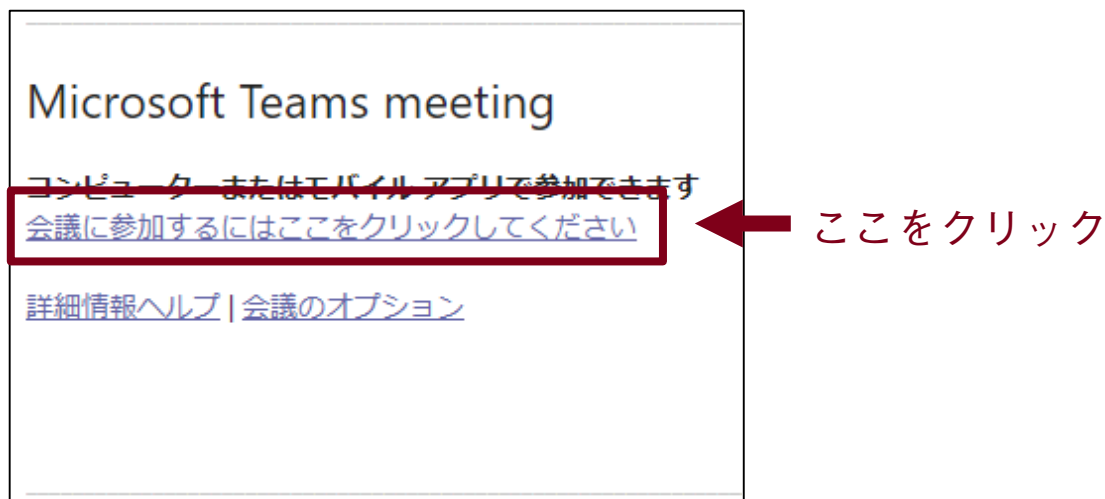 Microsoft Teams meeting
コンピューターまたはモバイル アプリで参加できます
会議に参加するにはここをクリックしてください
ここをクリック
詳細情報ヘルプ | 会議のオプション